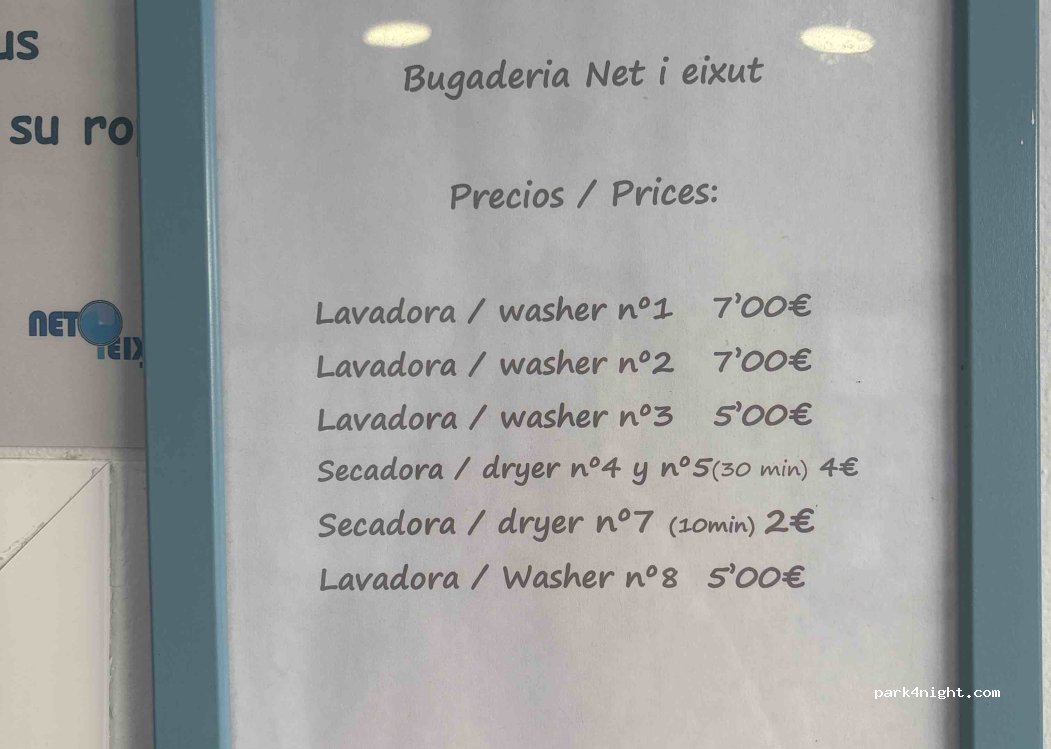 su
Bugaderia Net i eixut
Precios / Prices:
Lavadora / washer nº1 7'00€
Lavadora / washer nº2 7'00€
Lavadora / washer nº3 5'00€
Secadora / dryer nº4 y nº5(30 min) 4€
Secadora / dryer nº7 (10min) 2€
Lavadora / Washer nº8 5'00€
NET
park4night.com